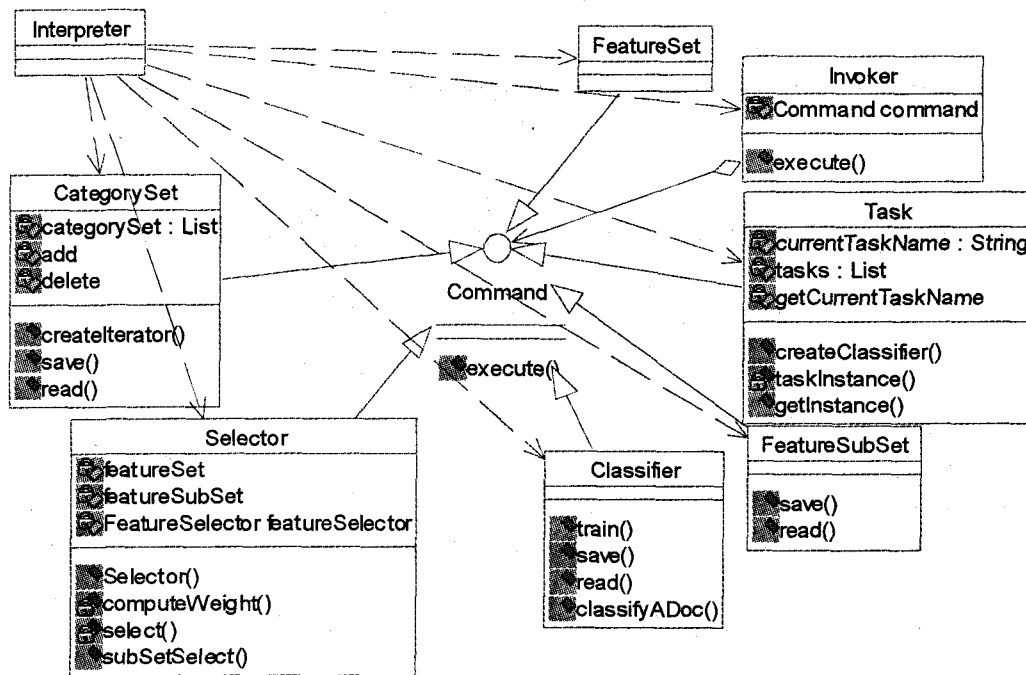 Interpreter
FeatureSet
Invoker
Command command
execute()
CategorySet
categorySet : List
add
delete
createIterator()
save()
read()
Task
currentTaskName : String
tasks : List
getCurrentTaskName
createClassifier()
taskInstance()
getInstance()
Command
execute()
Selector
featureSet
featureSubSet
FeatureSelector featureSelector
Selector()
computeWeight()
select()
subSetSelect()
Classifier
train()
save()
read()
classifyADoc()
FeatureSubSet
save()
read()